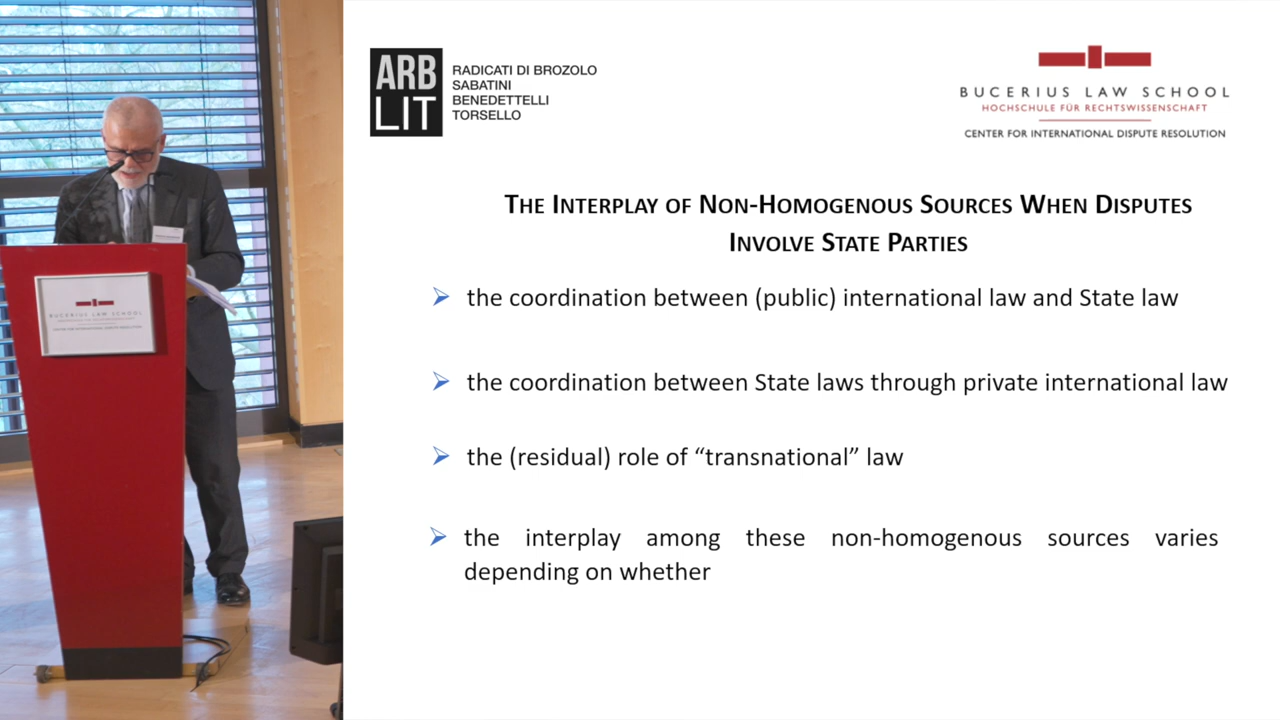 ARB
LIT
RADICATI DI BROZOLO
SABATINI
BENEDETTELLI
TORSELLO
BUCERIUS LAW SCHOOL
HOCHSCHULE FÜR RECHTSWISSENSCHAFT
CENTER FOR INTERNATIONAL DISPUTE RESOLUTION
THE INTERPLAY OF NON-HOMOGENOUS SOURCES WHEN DISPUTES
INVOLVE STATE PARTIES
the coordination between (public) international law and State law
the coordination between State laws through private international law
the (residual) role of “transnational” law
the interplay among these non-homogenous sources varies
depending on whether
BUCERIUS LAW SCHOOL